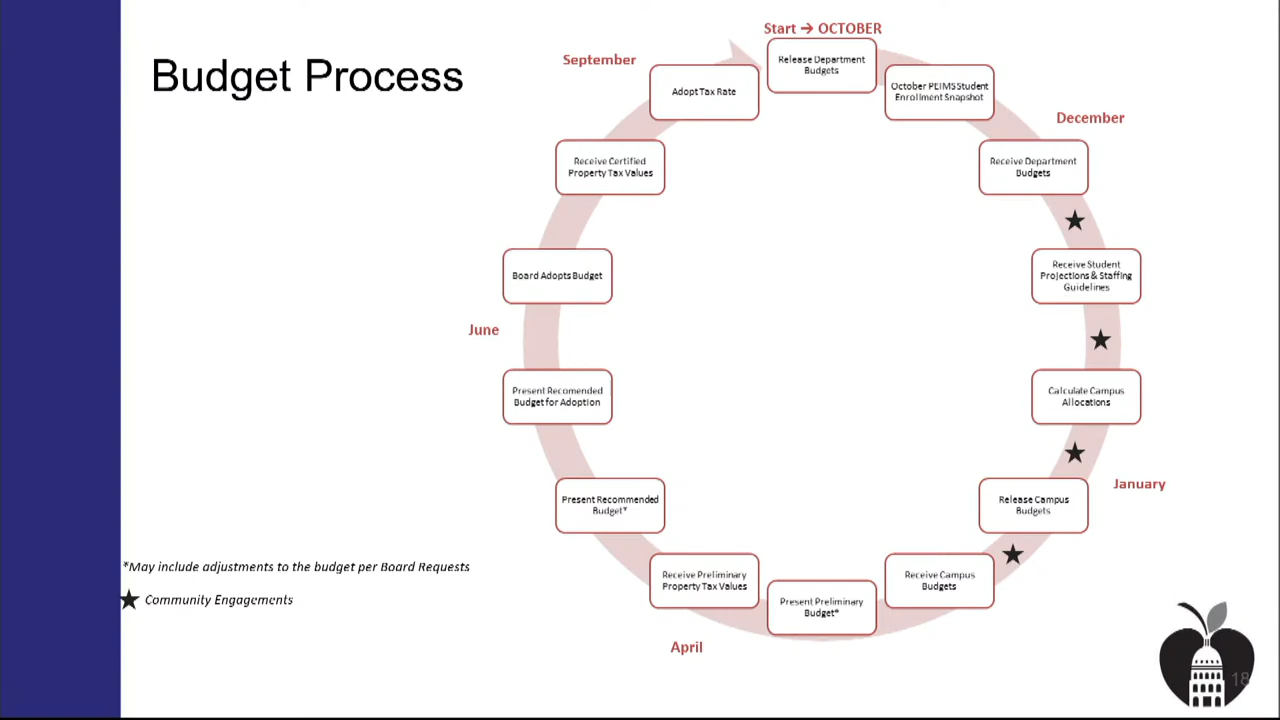 Budget Process
Start → OCTOBER
Release Department
Budgets
October PEIMS Student
Enrollment Snapshot
December
Receive Department
Budgets
Receive Student
Projections & Staffing
Guidelines
Calculate Campus
Allocations
January
Release Campus
Budgets
Receive Campus
Budgets
Present Preliminary
Budget*
April
Receive Preliminary
Property Tax Values
Present Recommended
Budget*
Present Recomended
Budget for Adoption
June
Board Adopts Budget
Receive Certified
Property Tax Values
September
Adopt Tax Rate
*May include adjustments to the budget per Board Requests
★ Community Engagements
18